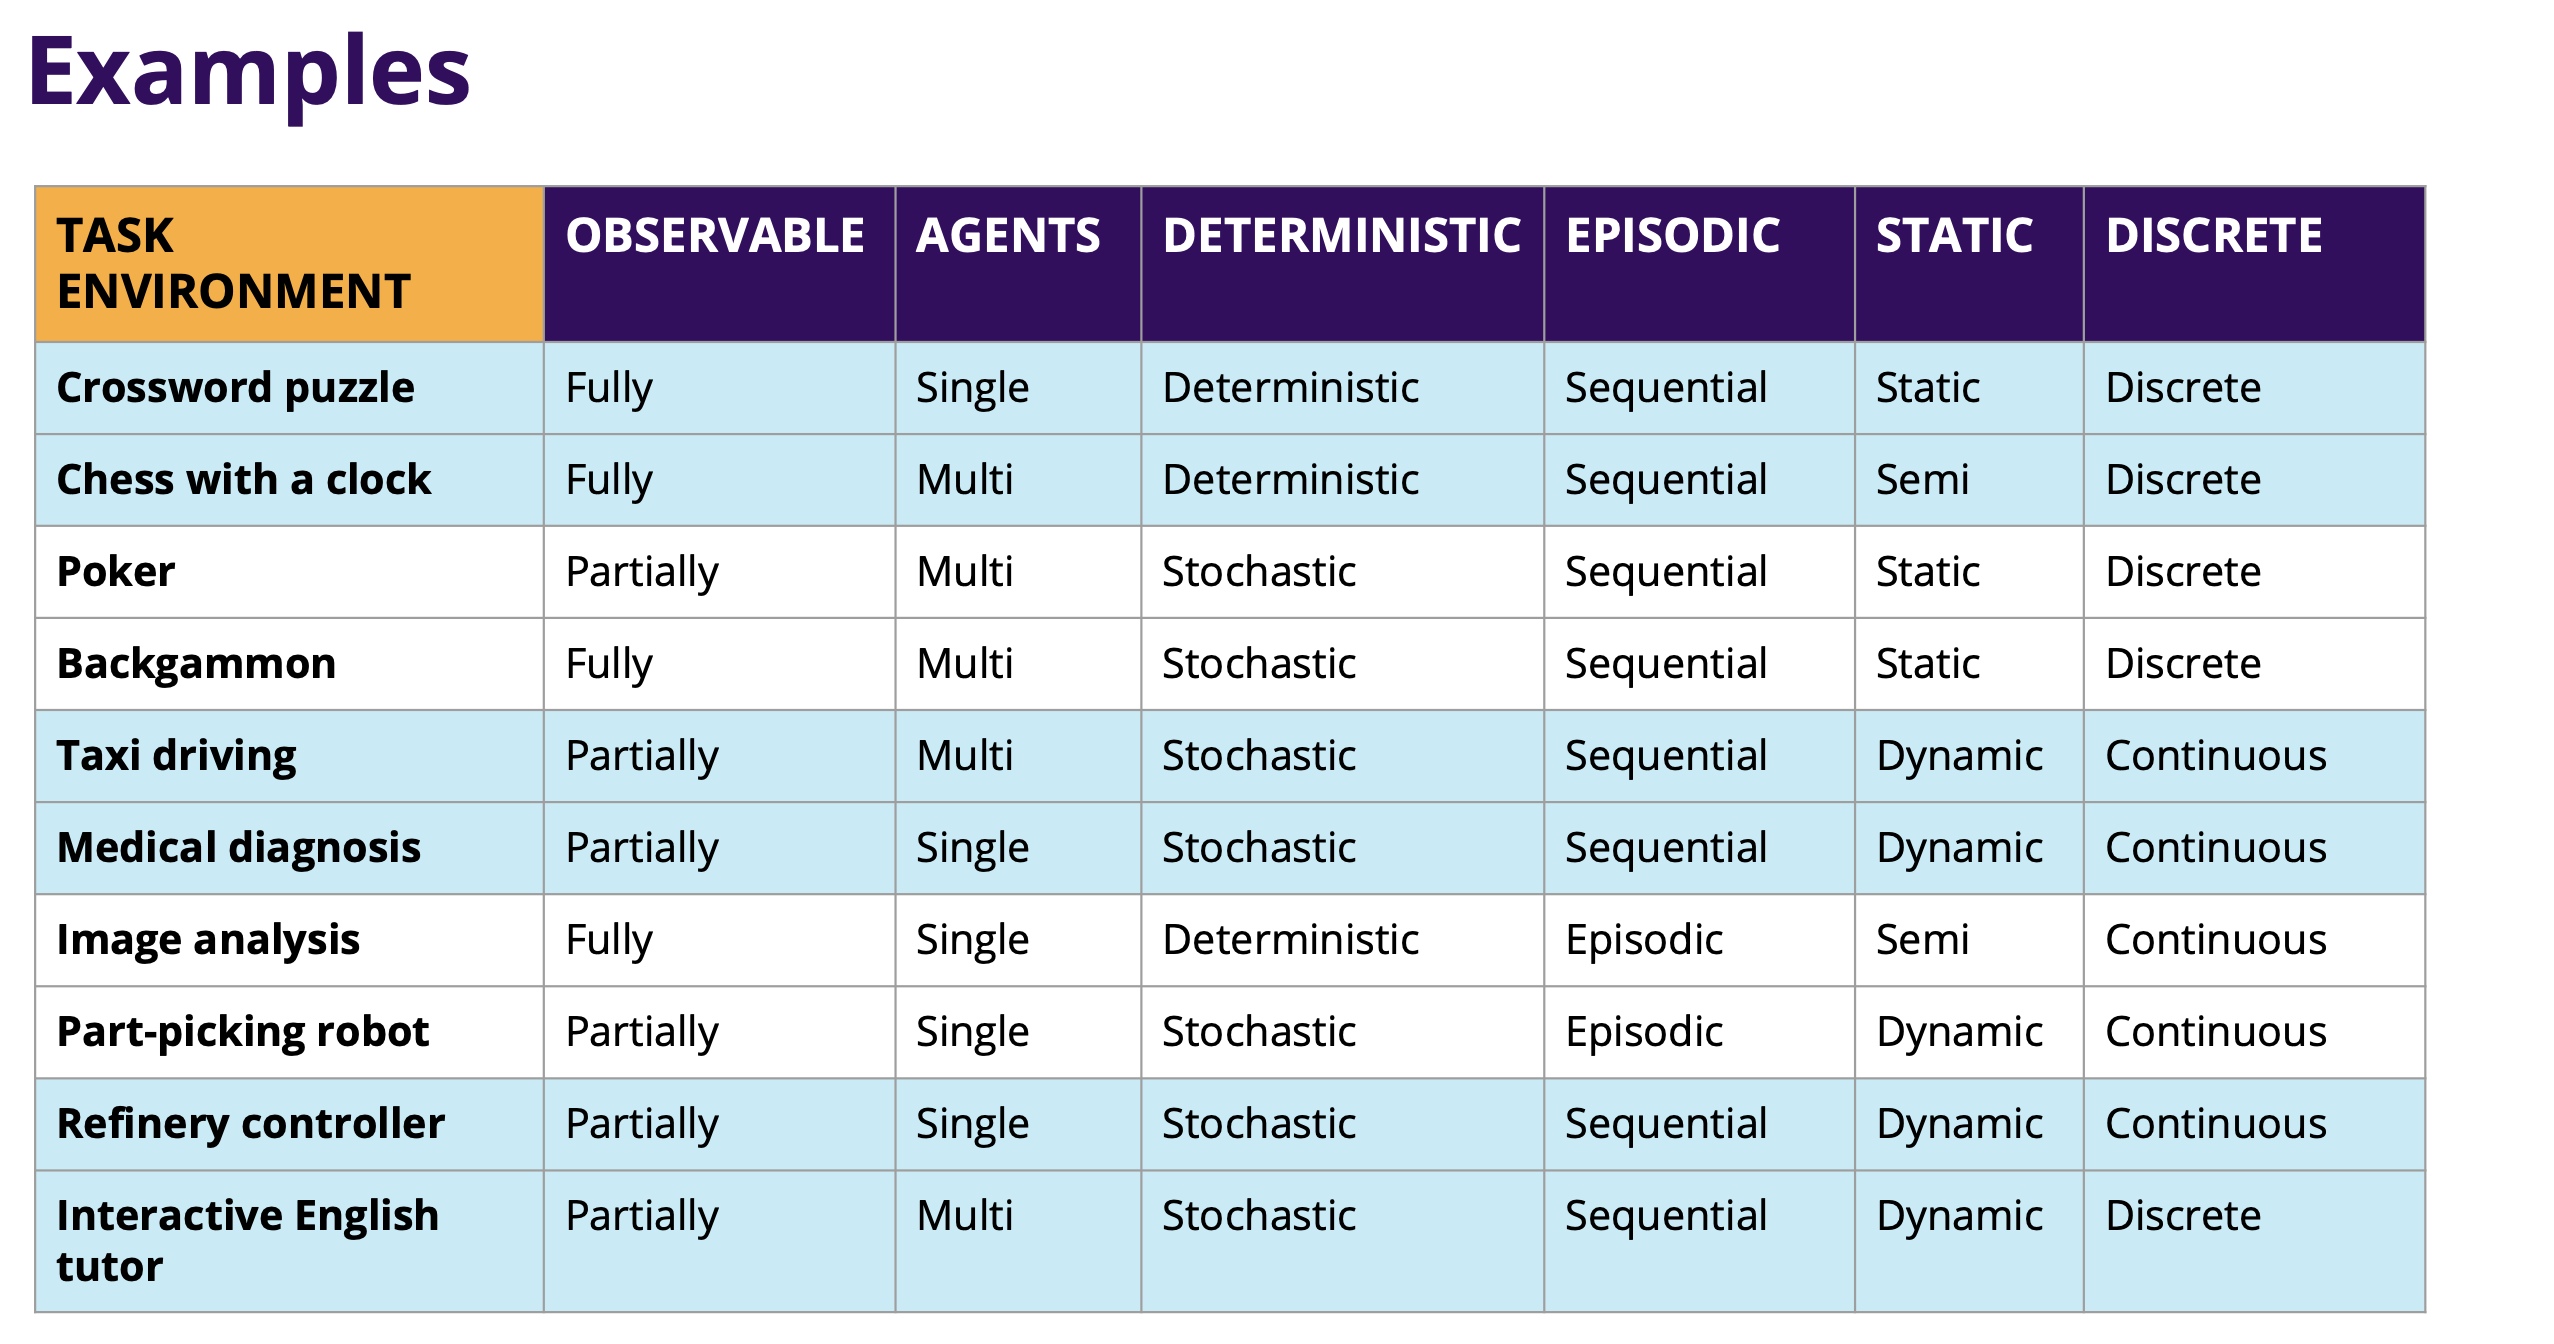 Examples
TASK ENVIRONMENT OBSERVABLE AGENTS DETERMINISTIC EPISODIC STATIC DISCRETE
Crossword puzzle Fully Single Deterministic Sequential Static Discrete
Chess with a clock Fully Multi Deterministic Sequential Semi Discrete
Poker Partially Multi Stochastic Sequential Static Discrete
Backgammon Fully Multi Stochastic Sequential Static Discrete
Taxi driving Partially Multi Stochastic Sequential Dynamic Continuous
Medical diagnosis Partially Single Stochastic Sequential Dynamic Continuous
Image analysis Fully Single Deterministic Episodic Semi Continuous
Part-picking robot Partially Single Stochastic Episodic Dynamic Continuous
Refinery controller Partially Single Stochastic Sequential Dynamic Continuous
Interactive English tutor Partially Multi Stochastic Sequential Dynamic Discrete